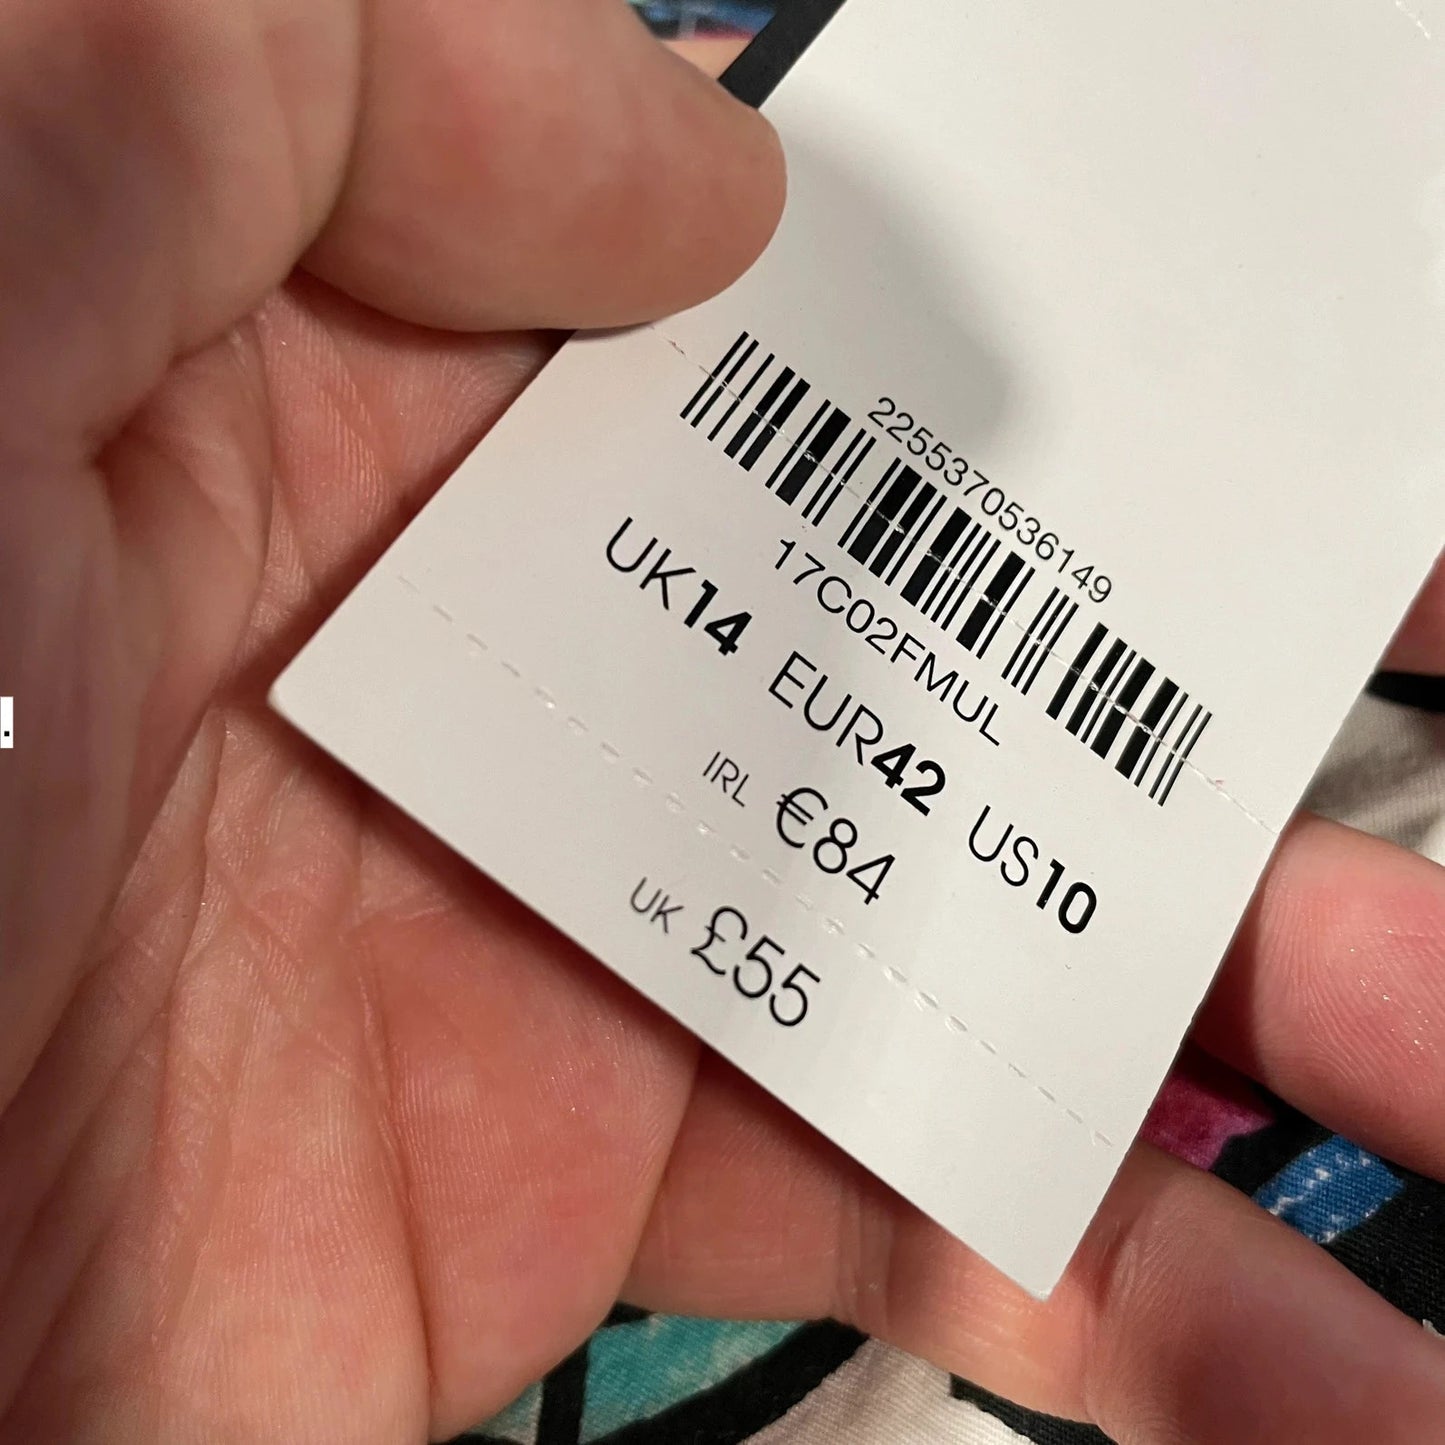 2255370536149
17C02FMUL
UK14 EUR42 US10
IRL €84
UK £55